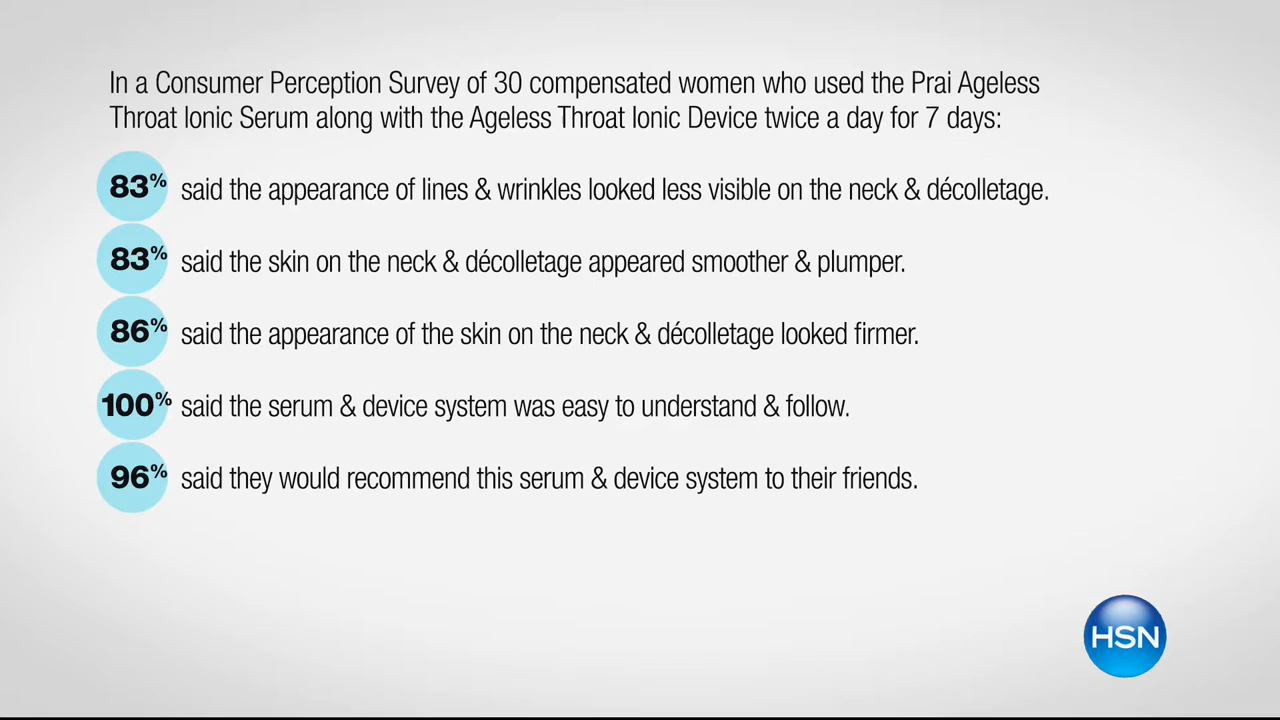 In a Consumer Perception Survey of 30 compensated women who used the Prai Ageless
Throat Ionic Serum along with the Ageless Throat Ionic Device twice a day for 7 days:
83% said the appearance of lines & wrinkles looked less visible on the neck & décolletage.
83% said the skin on the neck & décolletage appeared smoother & plumper.
86% said the appearance of the skin on the neck & décolletage looked firmer.
100% said the serum & device system was easy to understand & follow.
96% said they would recommend this serum & device system to their friends.
HSN